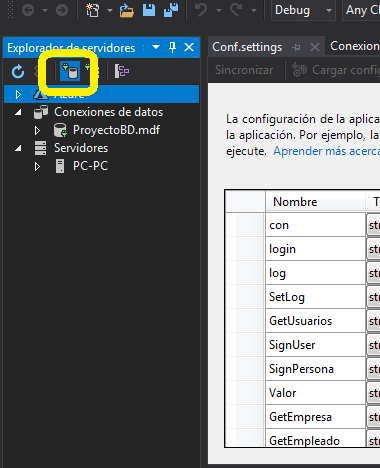 Debug
Any C
Explorador de servidores
Conf.settings
Conexione
Sincronizar
Cargar config
Azure
Conexiones de datos
ProyectoBD.mdf
Servidores
PC-PC
La configuración de la aplica
la aplicación. Por ejemplo, la
ejecute. Aprender más acerca
Nombre
T
con
str
login
str
log
str
SetLog
str
GetUsuarios
str
SignUser
str
SignPersona
str
Valor
str
GetEmpresa
str
GetEmpleado
str